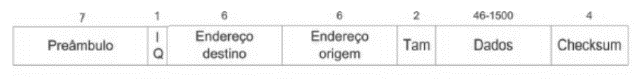 7 1 6 6 2 46-1500 4
Preâmbulo I Q Endereço destino Endereço origem Tam Dados Checksum